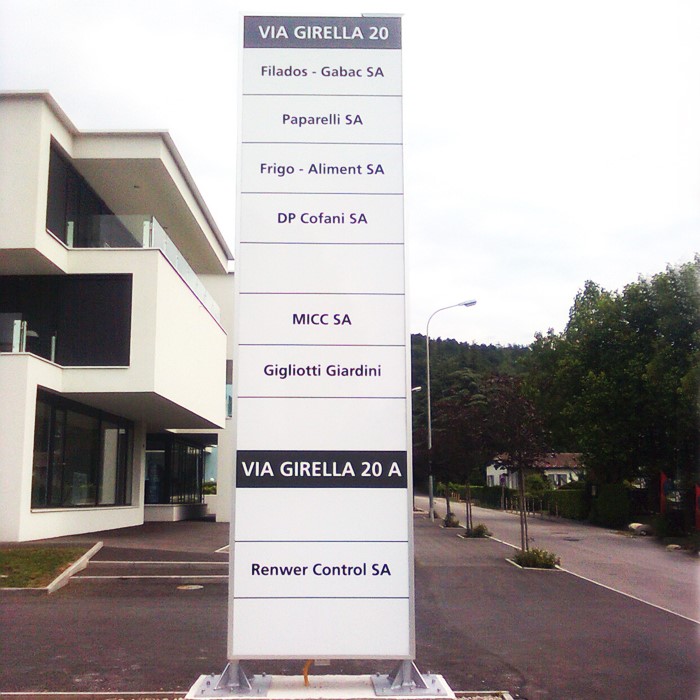 VIA GIRELLA 20
Filados - Gabac SA
Paparelli SA
Frigo - Aliment SA
DP Cofani SA
MICC SA
Gigliotti Giardini
VIA GIRELLA 20 A
Renwer Control SA